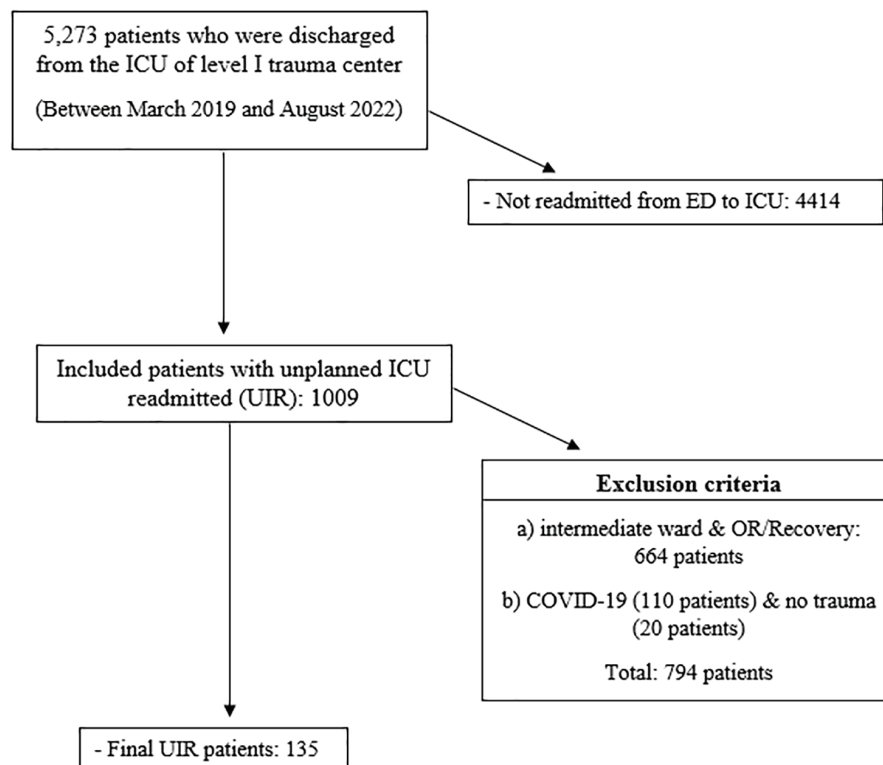 5,273 patients who were discharged
from the ICU of level I trauma center
(Between March 2019 and August 2022)
- Not readmitted from ED to ICU: 4414
Included patients with unplanned ICU
readmitted (UIR): 1009
Exclusion criteria
a) intermediate ward & OR/Recovery:
664 patients
b) COVID-19 (110 patients) & no trauma
(20 patients)
Total: 794 patients
- Final UIR patients: 135